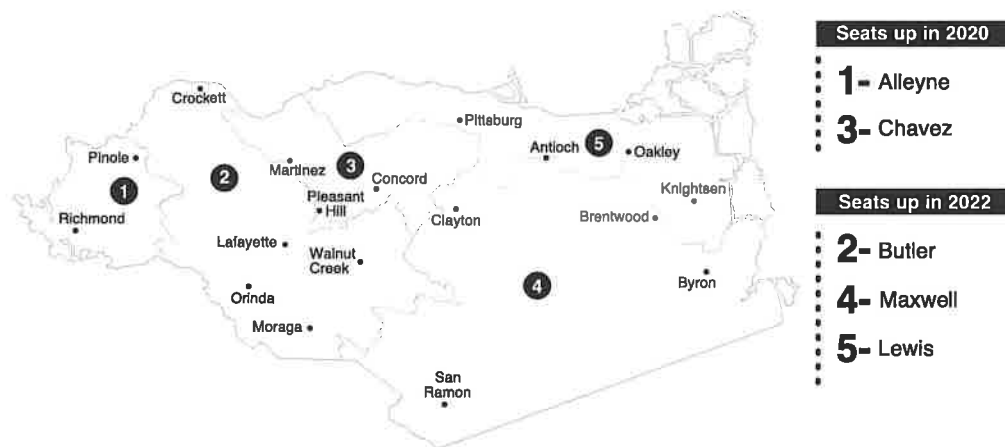 Crockett
Pinole
1
Richmond
2
Martinez
3
Pleasant
Hill
Concord
Lafayette
Walnut
Creek
Orinda
Moraga
Pittsburg
Antioch
5
Oakley
Knightsen
Clayton
Brentwood
4
Byron
San
Ramon
Seats up in 2020
1- Alleyne
3- Chavez
Seats up in 2022
2- Butler
4- Maxwell
5- Lewis